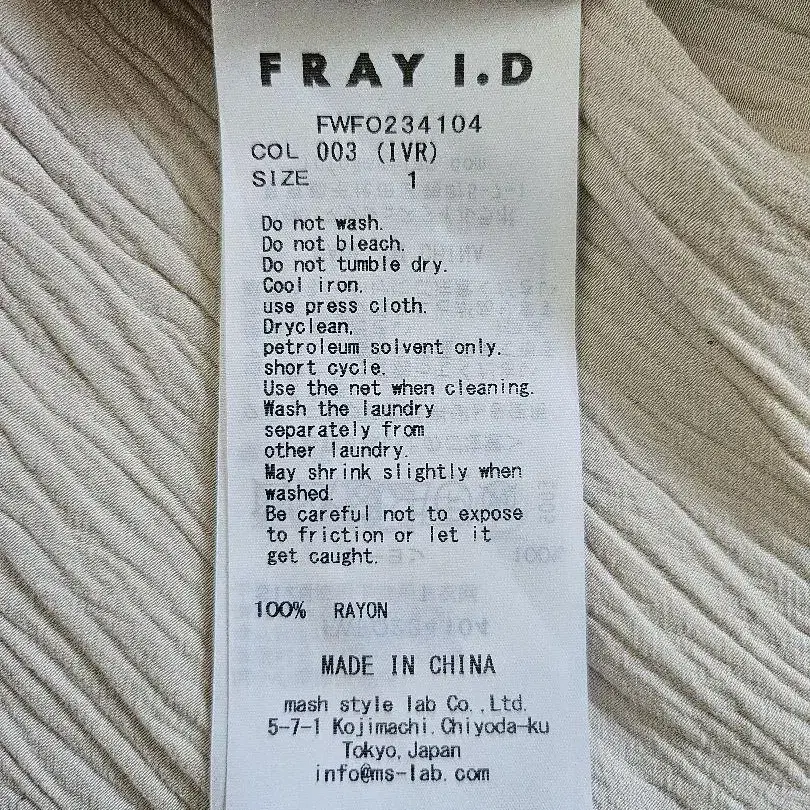 FRAY I.D
FWFO234104
COL 003 (IVR)
SIZE 1
Do not wash.
Do not bleach.
Do not tumble dry.
Cool iron.
use press cloth.
Dryclean,
petroleum solvent only.
short cycle.
Use the net when cleaning.
Wash the laundry
separately from
other laundry.
May shrink slightly when
washed.
Be careful not to expose
to friction or let it
get caught.
100% RAYON
MADE IN CHINA
mash style lab Co.,Ltd.
5-7-1 Kojimachi,Chiyoda-ku
Tokyo,Japan
info@ms-lab.com